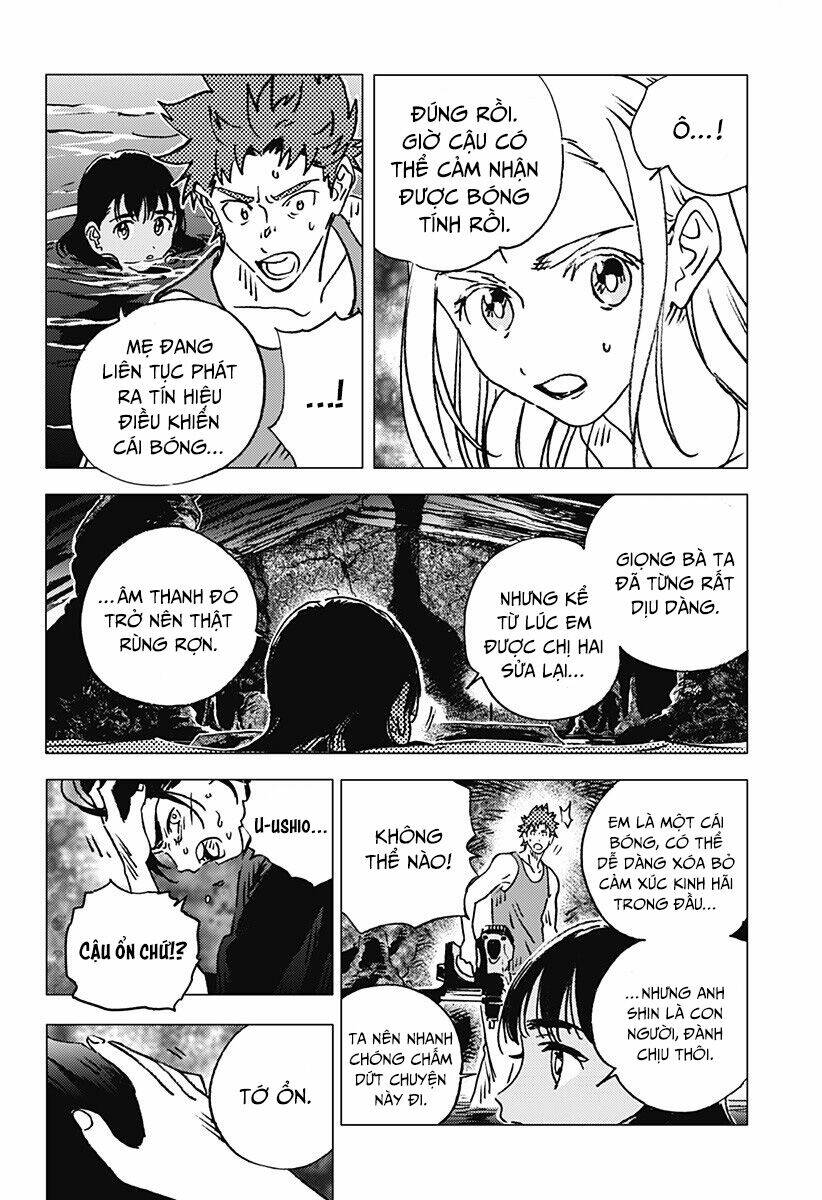 Ô...!
ĐÚNG RỒI.
GIỜ CẬU CÓ
THỂ CẢM NHẬN
ĐƯỢC BÓNG
TÍNH RỒI.
...!
MẸ ĐANG
LIÊN TỤC PHÁT
RA TÍN HIỆU
ĐIỀU KHIỂN
CÁI BÓNG...
GIỌNG BÀ TA
ĐÃ TỪNG RẤT
DỊU DÀNG.
NHƯNG KỂ
TỪ LÚC EM
ĐƯỢC CHỊ HAI
SỬA LẠI...
...ÂM THANH ĐÓ
TRỞ NÊN THẬT
RÙNG RỢN.
EM LÀ MỘT CÁI
BÓNG, CÓ THỂ
DỄ DÀNG XÓA BỎ
CẢM XÚC KINH HÃI
TRONG ĐẦU...
...NHƯNG ANH
SHIN LÀ CON
NGƯỜI, ĐÀNH
CHỊU THÔI.
KHÔNG
THỂ NÀO!
TA NÊN NHANH
CHÓNG CHẤM
DỨT CHUYỆN
NÀY ĐI.
U-USHIO...
CẬU ỔN CHỨ!?
TỚ ỔN.